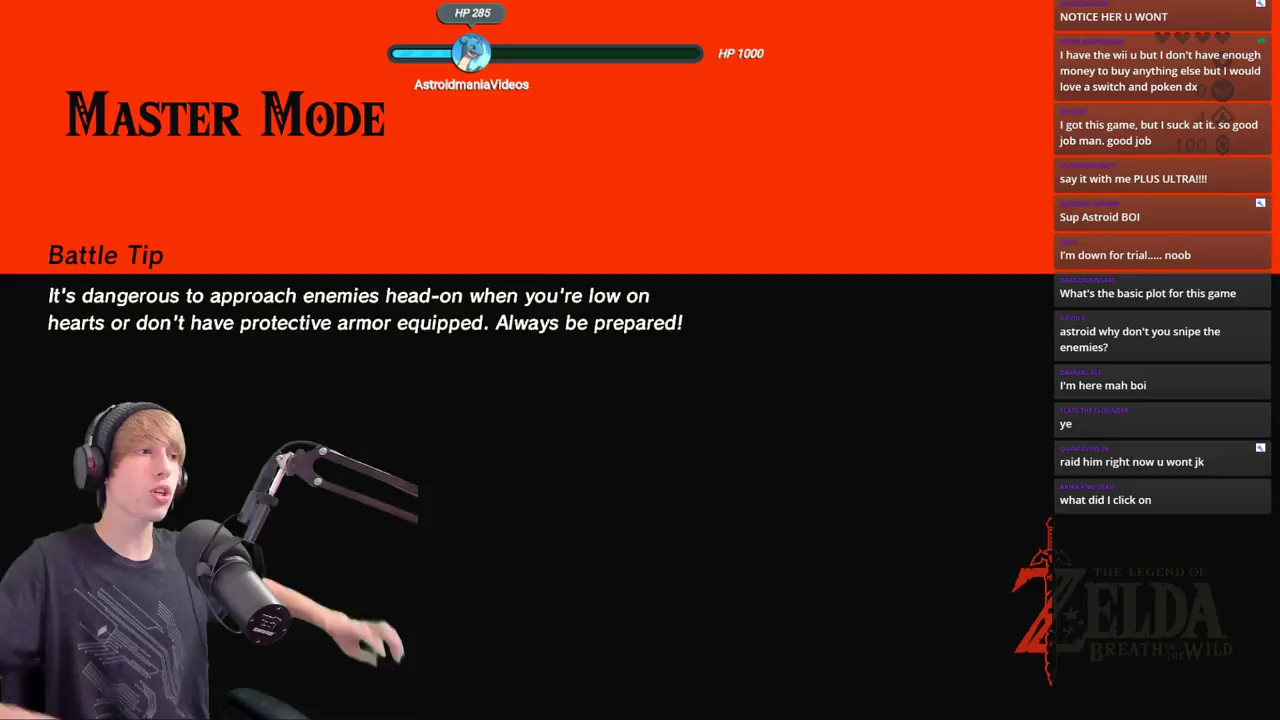 HP 285
HP 1000
AstroidmaniaVideos
MASTER MODE
Battle Tip
It's dangerous to approach enemies head-on when you're low on
hearts or don't have protective armor equipped. Always be prepared!
NOTICE HER U WONT
I have the wii u but I don't have enough
money to buy anything else but I would
love a switch and poken dx
I got this game, but I suck at it. so good
job man. good job
100
say it with me PLUS ULTRA!!!!
Sup Astroid BOI
I'm down for trial..... noob
What's the basic plot for this game
astroid why don't you snipe the
enemies?
I'm here mah boi
FLATS THE FLOUNDER
ye
raid him right now u wont jk
what did I click on
THE LEGEND OF
ZELDA
BREATH OF THE WILD
SHURE